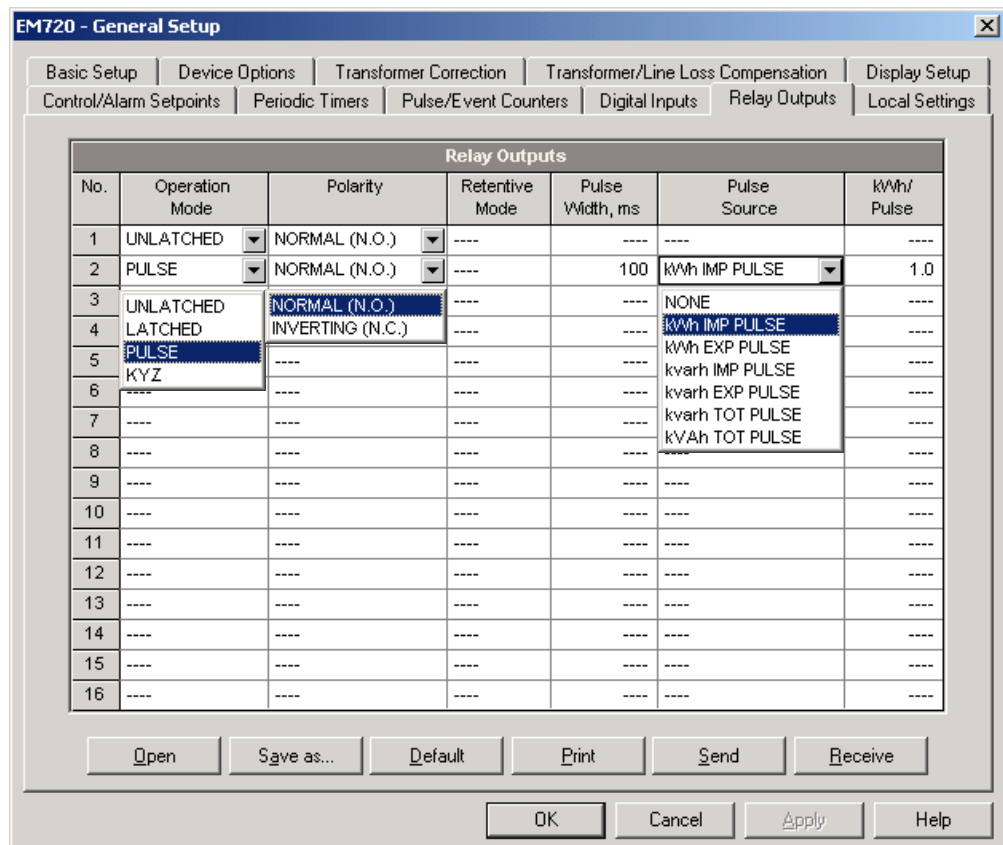 EM720 - General Setup
Basic Setup Device Options Transformer Correction Transformer/Line Loss Compensation Display Setup
Control/Alarm Setpoints Periodic Timers Pulse/Event Counters Digital Inputs Relay Outputs Local Settings
Relay Outputs
No. Operation Mode Polarity Retentive Mode Pulse Width, ms Pulse Source kWh/ Pulse
1 UNLATCHED NORMAL (N.O.) ---- ---- ---- ----
2 PULSE NORMAL (N.O.) ---- 100 kWh IMP PULSE 1.0
3 ---- ---- ----
4 ---- ---- ----
5 ---- ---- ---- ----
6 ---- ---- ---- ---- ----
7 ---- ---- ---- ---- ----
8 ---- ---- ---- ---- ---- ----
9 ---- ---- ---- ---- ---- ----
10 ---- ---- ---- ---- ---- ----
11 ---- ---- ---- ---- ---- ----
12 ---- ---- ---- ---- ---- ----
13 ---- ---- ---- ---- ---- ----
14 ---- ---- ---- ---- ---- ----
15 ---- ---- ---- ---- ---- ----
16 ---- ---- ---- ---- ---- ----
UNLATCHED
LATCHED
PULSE
KYZ
NORMAL (N.O.)
INVERTING (N.C.)
NONE
kWh IMP PULSE
kWh EXP PULSE
kvarh IMP PULSE
kvarh EXP PULSE
kvarh TOT PULSE
kVAh TOT PULSE
Open Save as... Default Print Send Receive
OK Cancel Apply Help